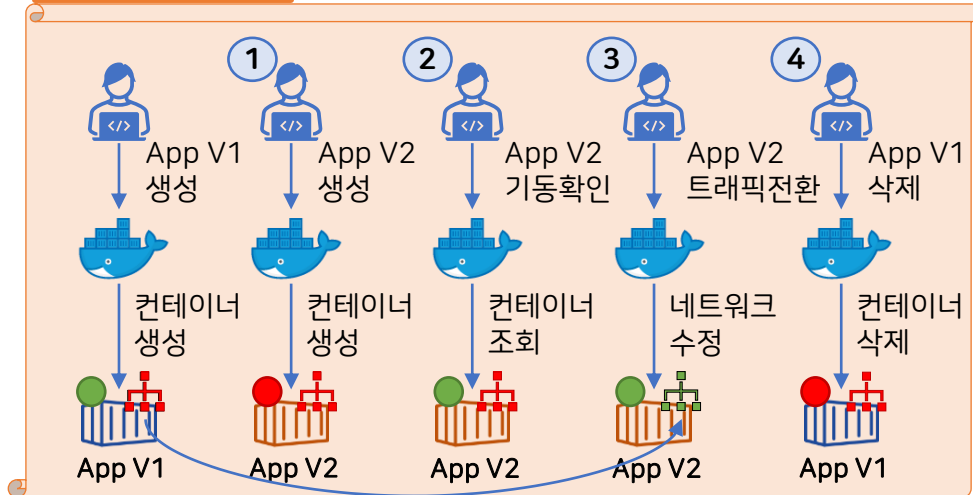 1
2
3
4
App V1
생성
App V2
생성
App V2
기동확인
App V2
트래픽전환
App V1
삭제
컨테이너
생성
컨테이너
생성
컨테이너
조회
네트워크
수정
컨테이너
삭제
App V1
App V2
App V2
App V2
App V1